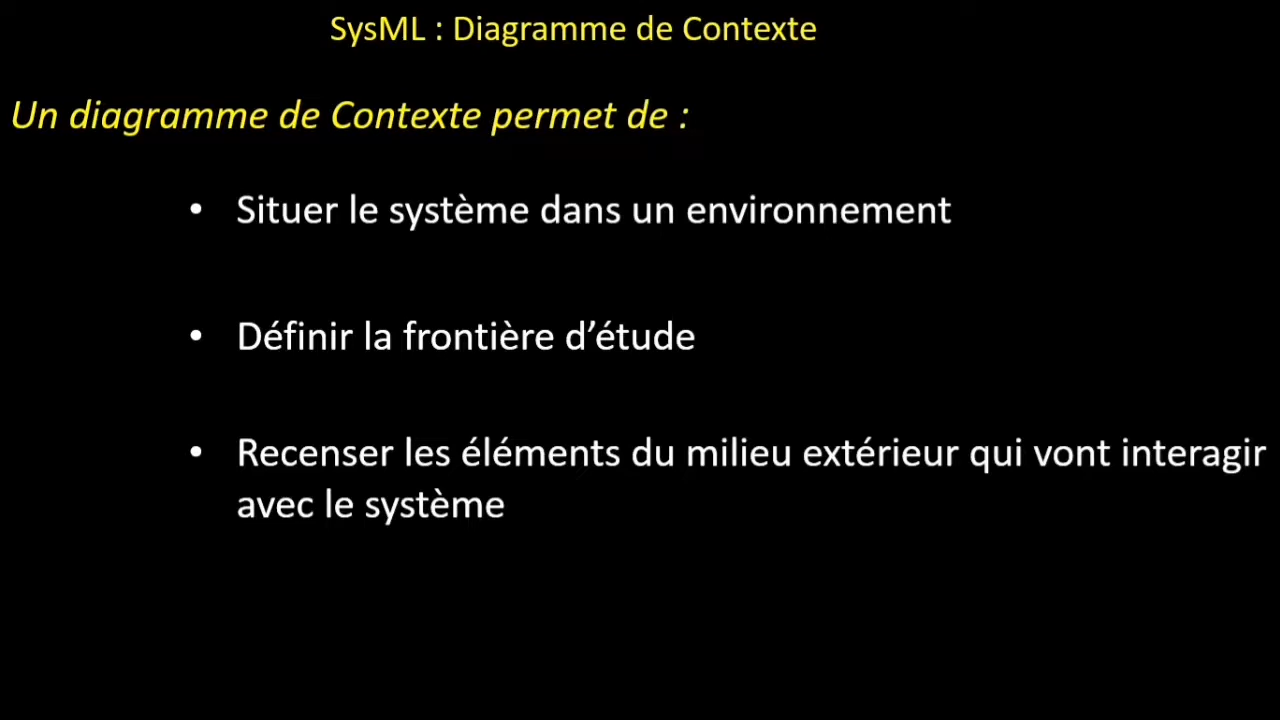 SysML : Diagramme de Contexte
Un diagramme de Contexte permet de :
• Situer le système dans un environnement
• Définir la frontière d’étude
• Recenser les éléments du milieu extérieur qui vont interagir
avec le système